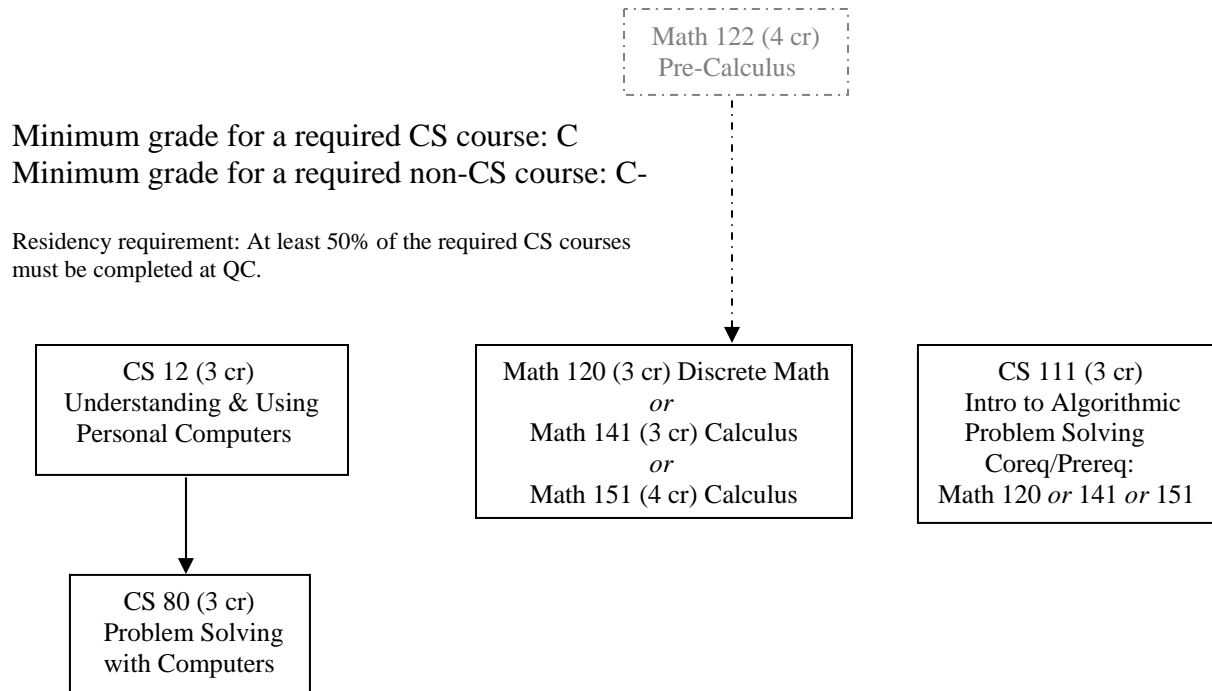 Math 122 (4 cr)
Pre-Calculus
Minimum grade for a required CS course: C
Minimum grade for a required non-CS course: C-
Residency requirement: At least 50% of the required CS courses
must be completed at QC.
CS 12 (3 cr)
Understanding & Using
Personal Computers
Math 120 (3 cr) Discrete Math
or
Math 141 (3 cr) Calculus
or
Math 151 (4 cr) Calculus
CS 111 (3 cr)
Intro to Algorithmic
Problem Solving
Coreq/Prereq:
Math 120 or 141 or 151
CS 80 (3 cr)
Problem Solving
with Computers